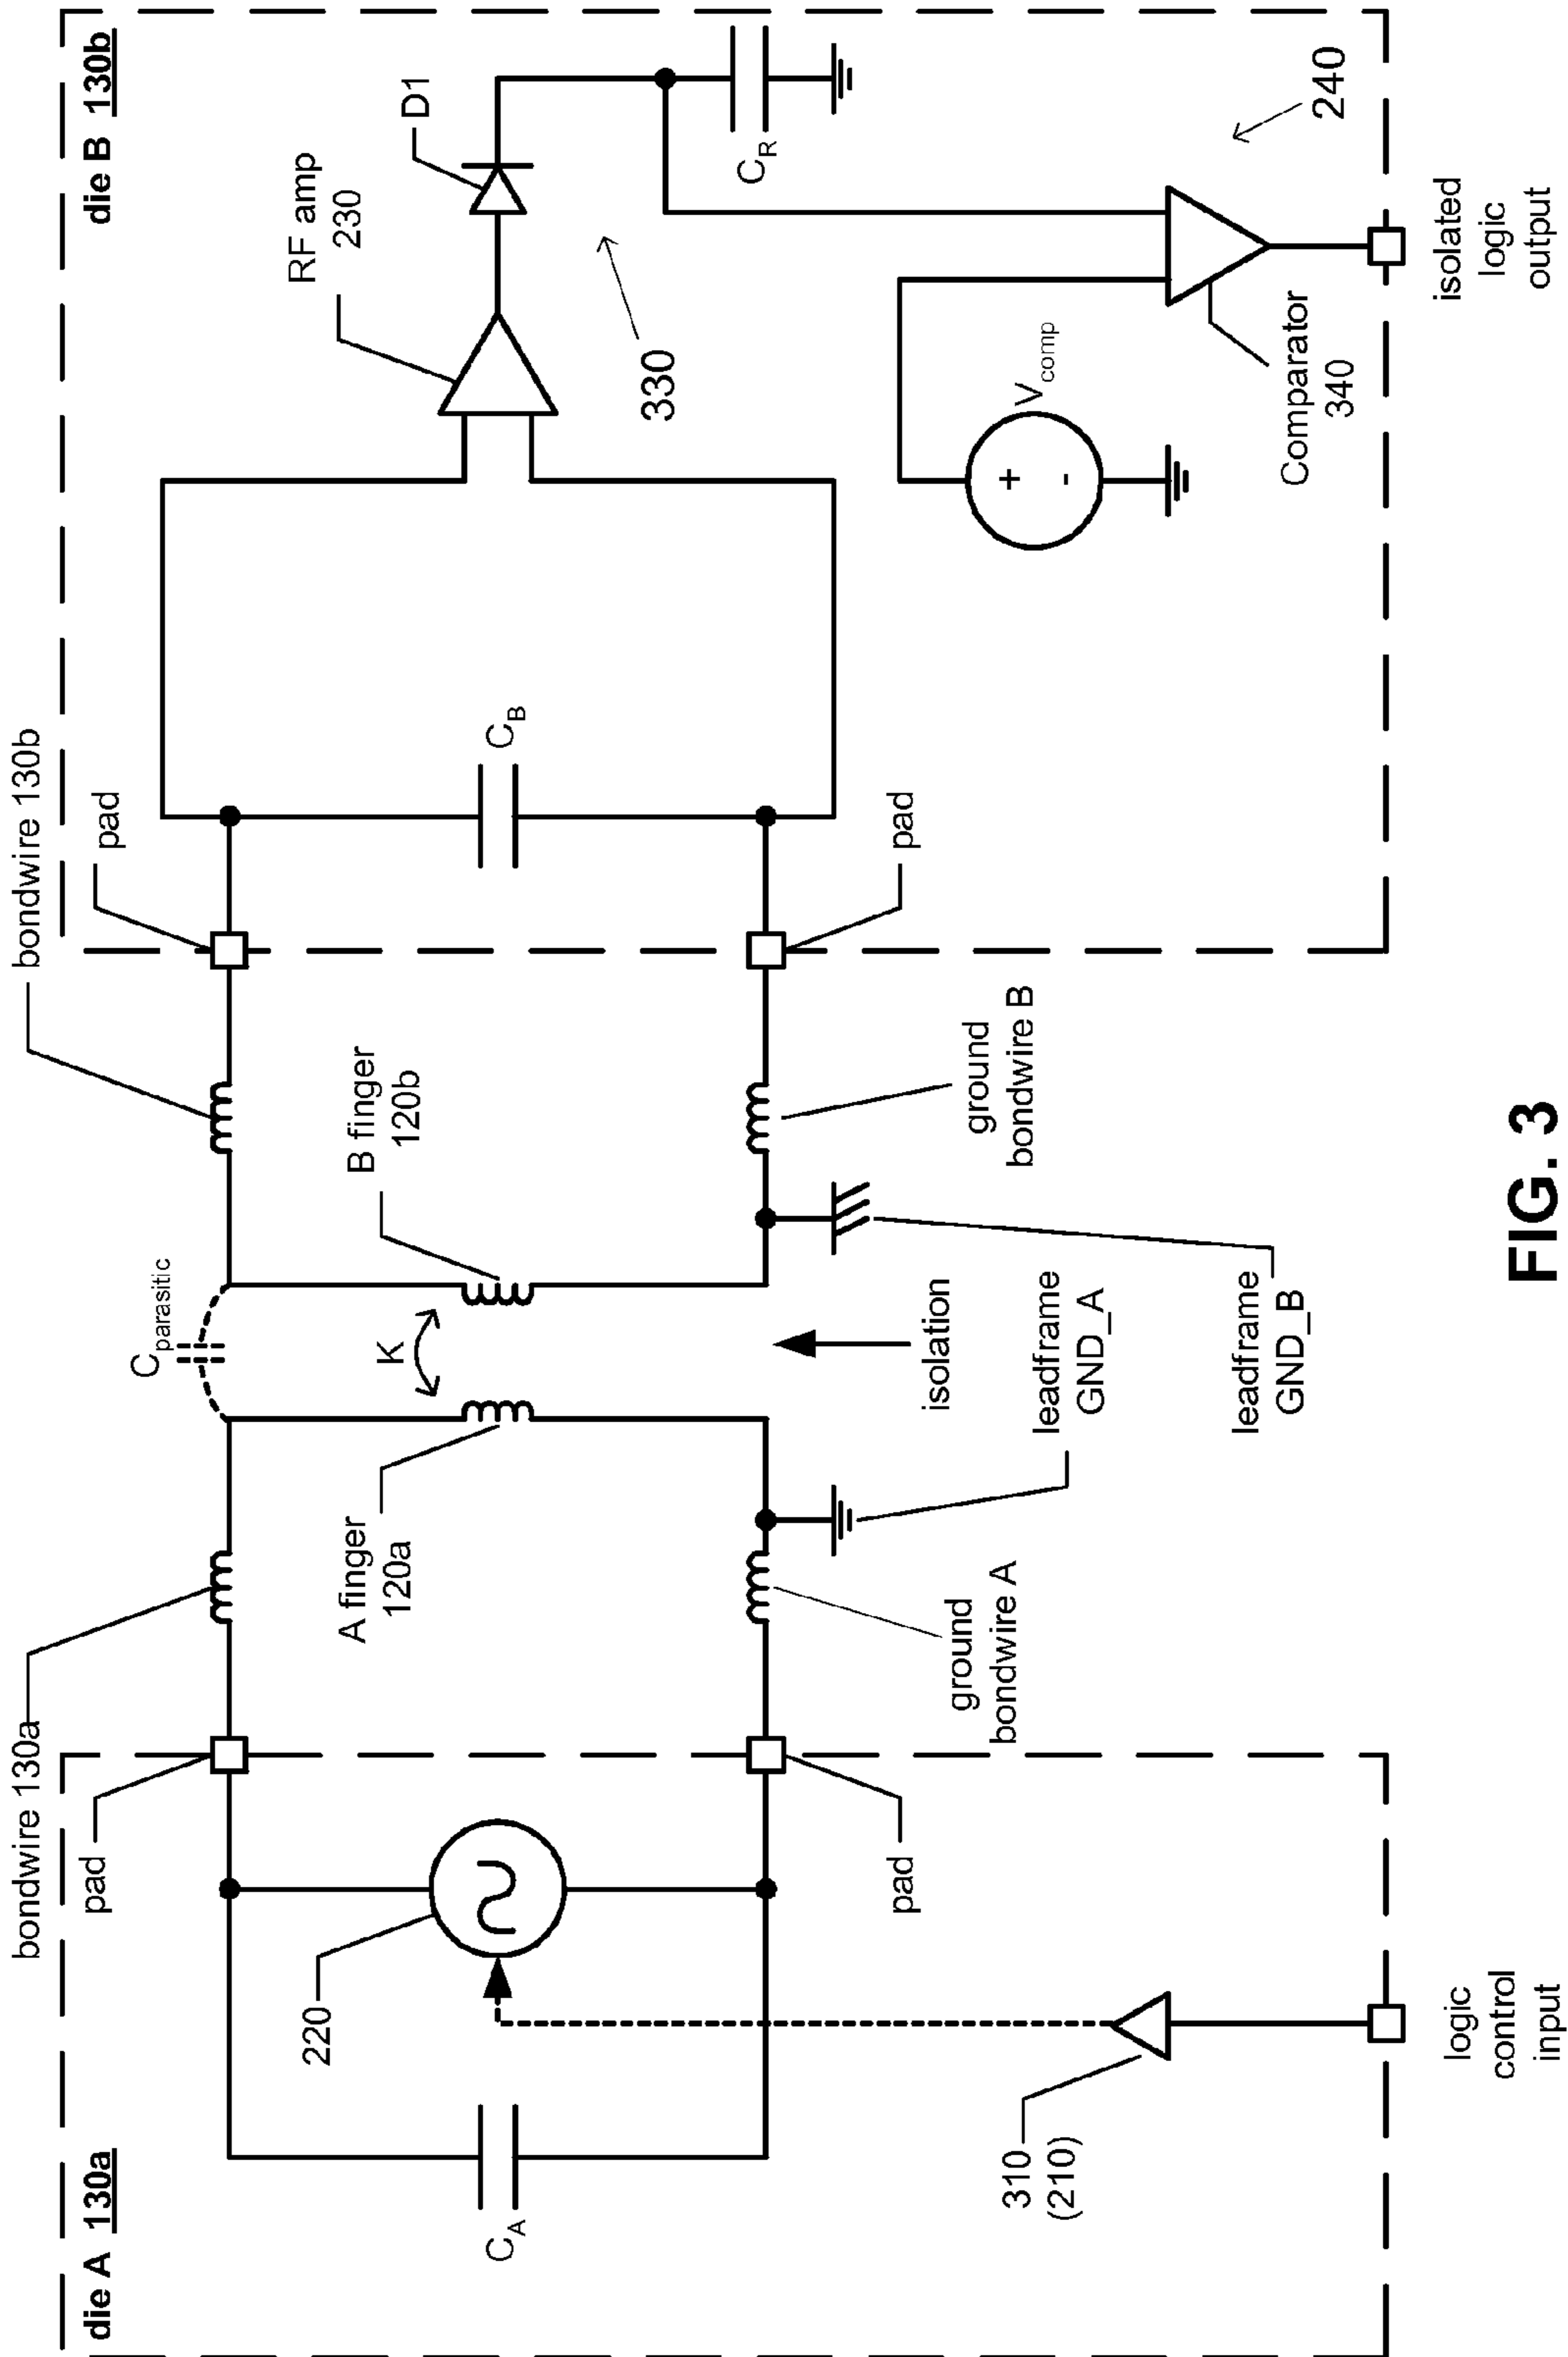 die A 130a
bondwire 130a
pad
220
C_A
310
(210)
logic
control
input
pad
A finger
120a
ground
bondwire A
C_parasitic
K
isolation
leadframe
GND_A
leadframe
GND_B
B finger
120b
ground
bondwire B
bondwire 130b
pad
pad
C_B
die B 130b
RF amp
230
D1
330
C_R
V_comp
+
-
Comparator
340
240
isolated
logic
output
FIG. 3